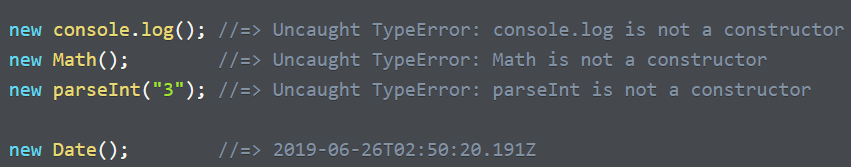 new console.log(); //=> Uncaught TypeError: console.log is not a constructor
new Math();        //=> Uncaught TypeError: Math is not a constructor
new parseInt("3"); //=> Uncaught TypeError: parseInt is not a constructor
new Date();        //=> 2019-06-26T02:50:20.191Z